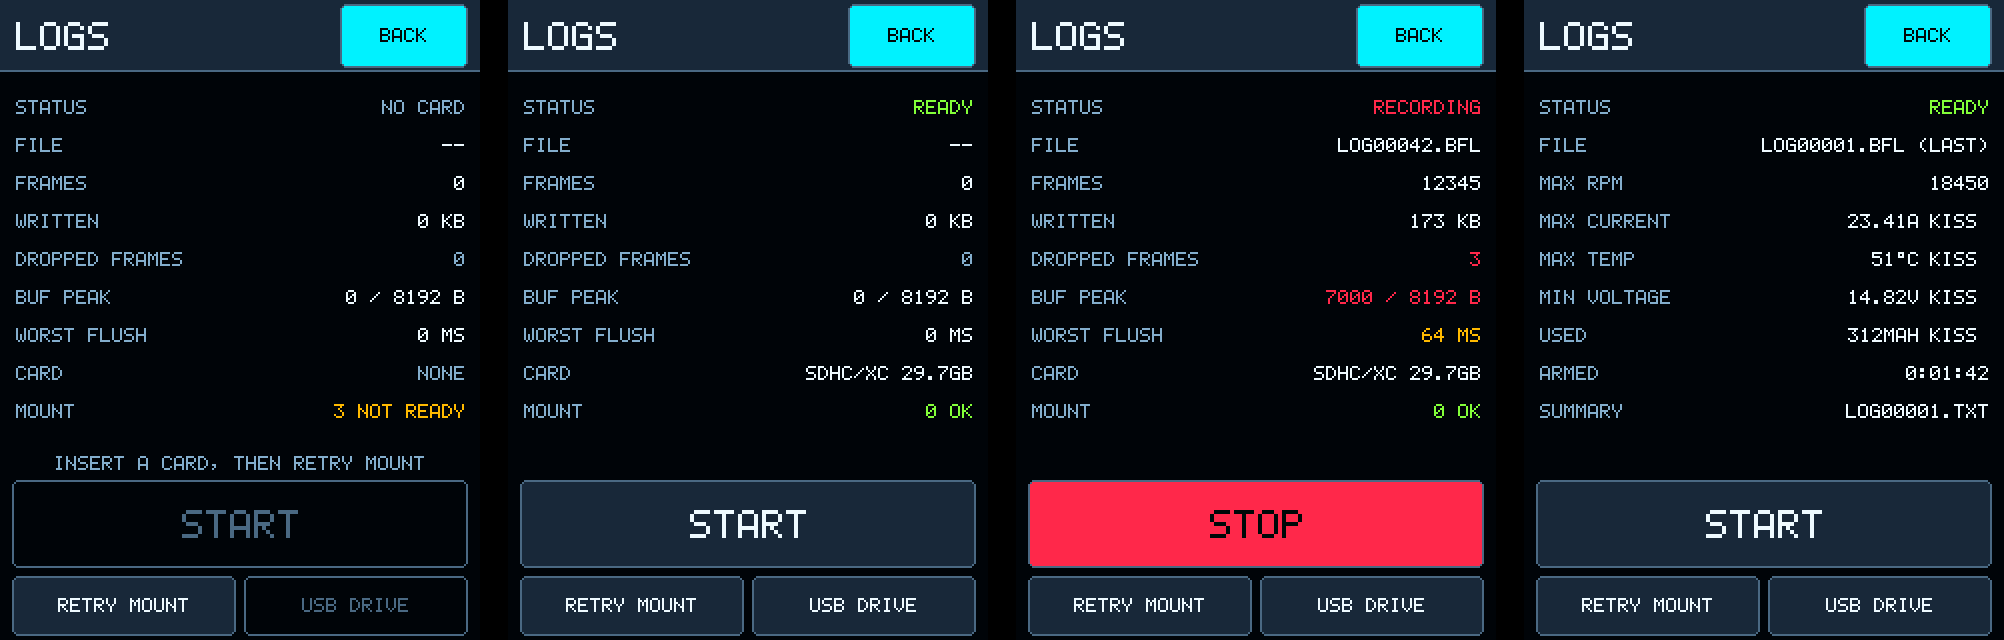 LOGS BACK
STATUS NO CARD
FILE --
FRAMES 0
WRITTEN 0 KB
DROPPED FRAMES 0
BUF PEAK 0 / 8192 B
WORST FLUSH 0 MS
CARD NONE
MOUNT 3 NOT READY
INSERT A CARD, THEN RETRY MOUNT
START
RETRY MOUNT USB DRIVE
LOGS BACK
STATUS READY
FILE --
FRAMES 0
WRITTEN 0 KB
DROPPED FRAMES 0
BUF PEAK 0 / 8192 B
WORST FLUSH 0 MS
CARD SDHC/XC 29.7GB
MOUNT 0 OK
START
RETRY MOUNT USB DRIVE
LOGS BACK
STATUS RECORDING
FILE LOG00042.BFL
FRAMES 12345
WRITTEN 173 KB
DROPPED FRAMES 3
BUF PEAK 7000 / 8192 B
WORST FLUSH 64 MS
CARD SDHC/XC 29.7GB
MOUNT 0 OK
STOP
RETRY MOUNT USB DRIVE
LOGS BACK
STATUS READY
FILE LOG00001.BFL (LAST)
MAX RPM 18450
MAX CURRENT 23.41A KISS
MAX TEMP 51°C KISS
MIN VOLTAGE 14.82V KISS
USED 312MAH KISS
ARMED 0:01:42
SUMMARY LOG00001.TXT
START
RETRY MOUNT USB DRIVE